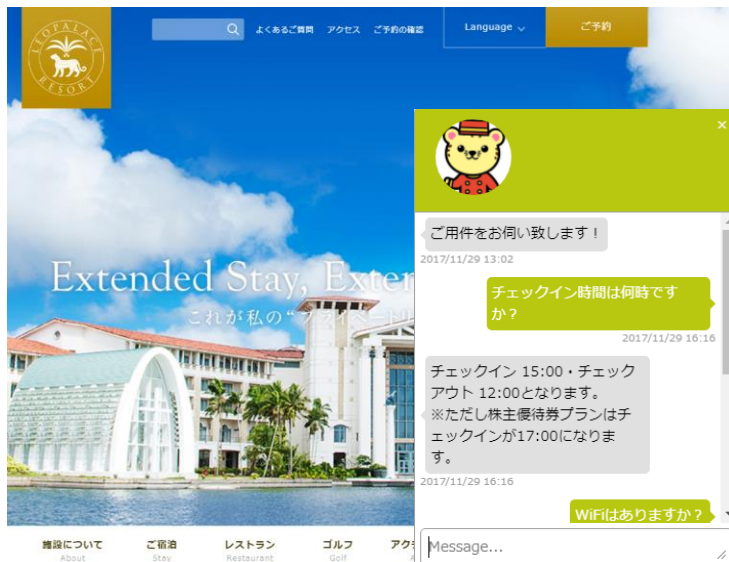 LEOPALACE
RESORT
よくあるご質問 アクセス ご予約の確認
Language
ご予約
Extended Stay, Exte
これが私の“プライベートリ
×
ご用件をお伺い致します！
2017/11/29 13:02
チェックイン時間は何時です
か？
2017/11/29 16:16
チェックイン 15:00・チェック
アウト 12:00となります。
※ただし株主優待券プランはチ
ェックインが17:00になりま
す。
2017/11/29 16:16
WiFiはありますか？
Message...
施設について ご宿泊 レストラン ゴルフ アク
About Stay Restaurant Golf A